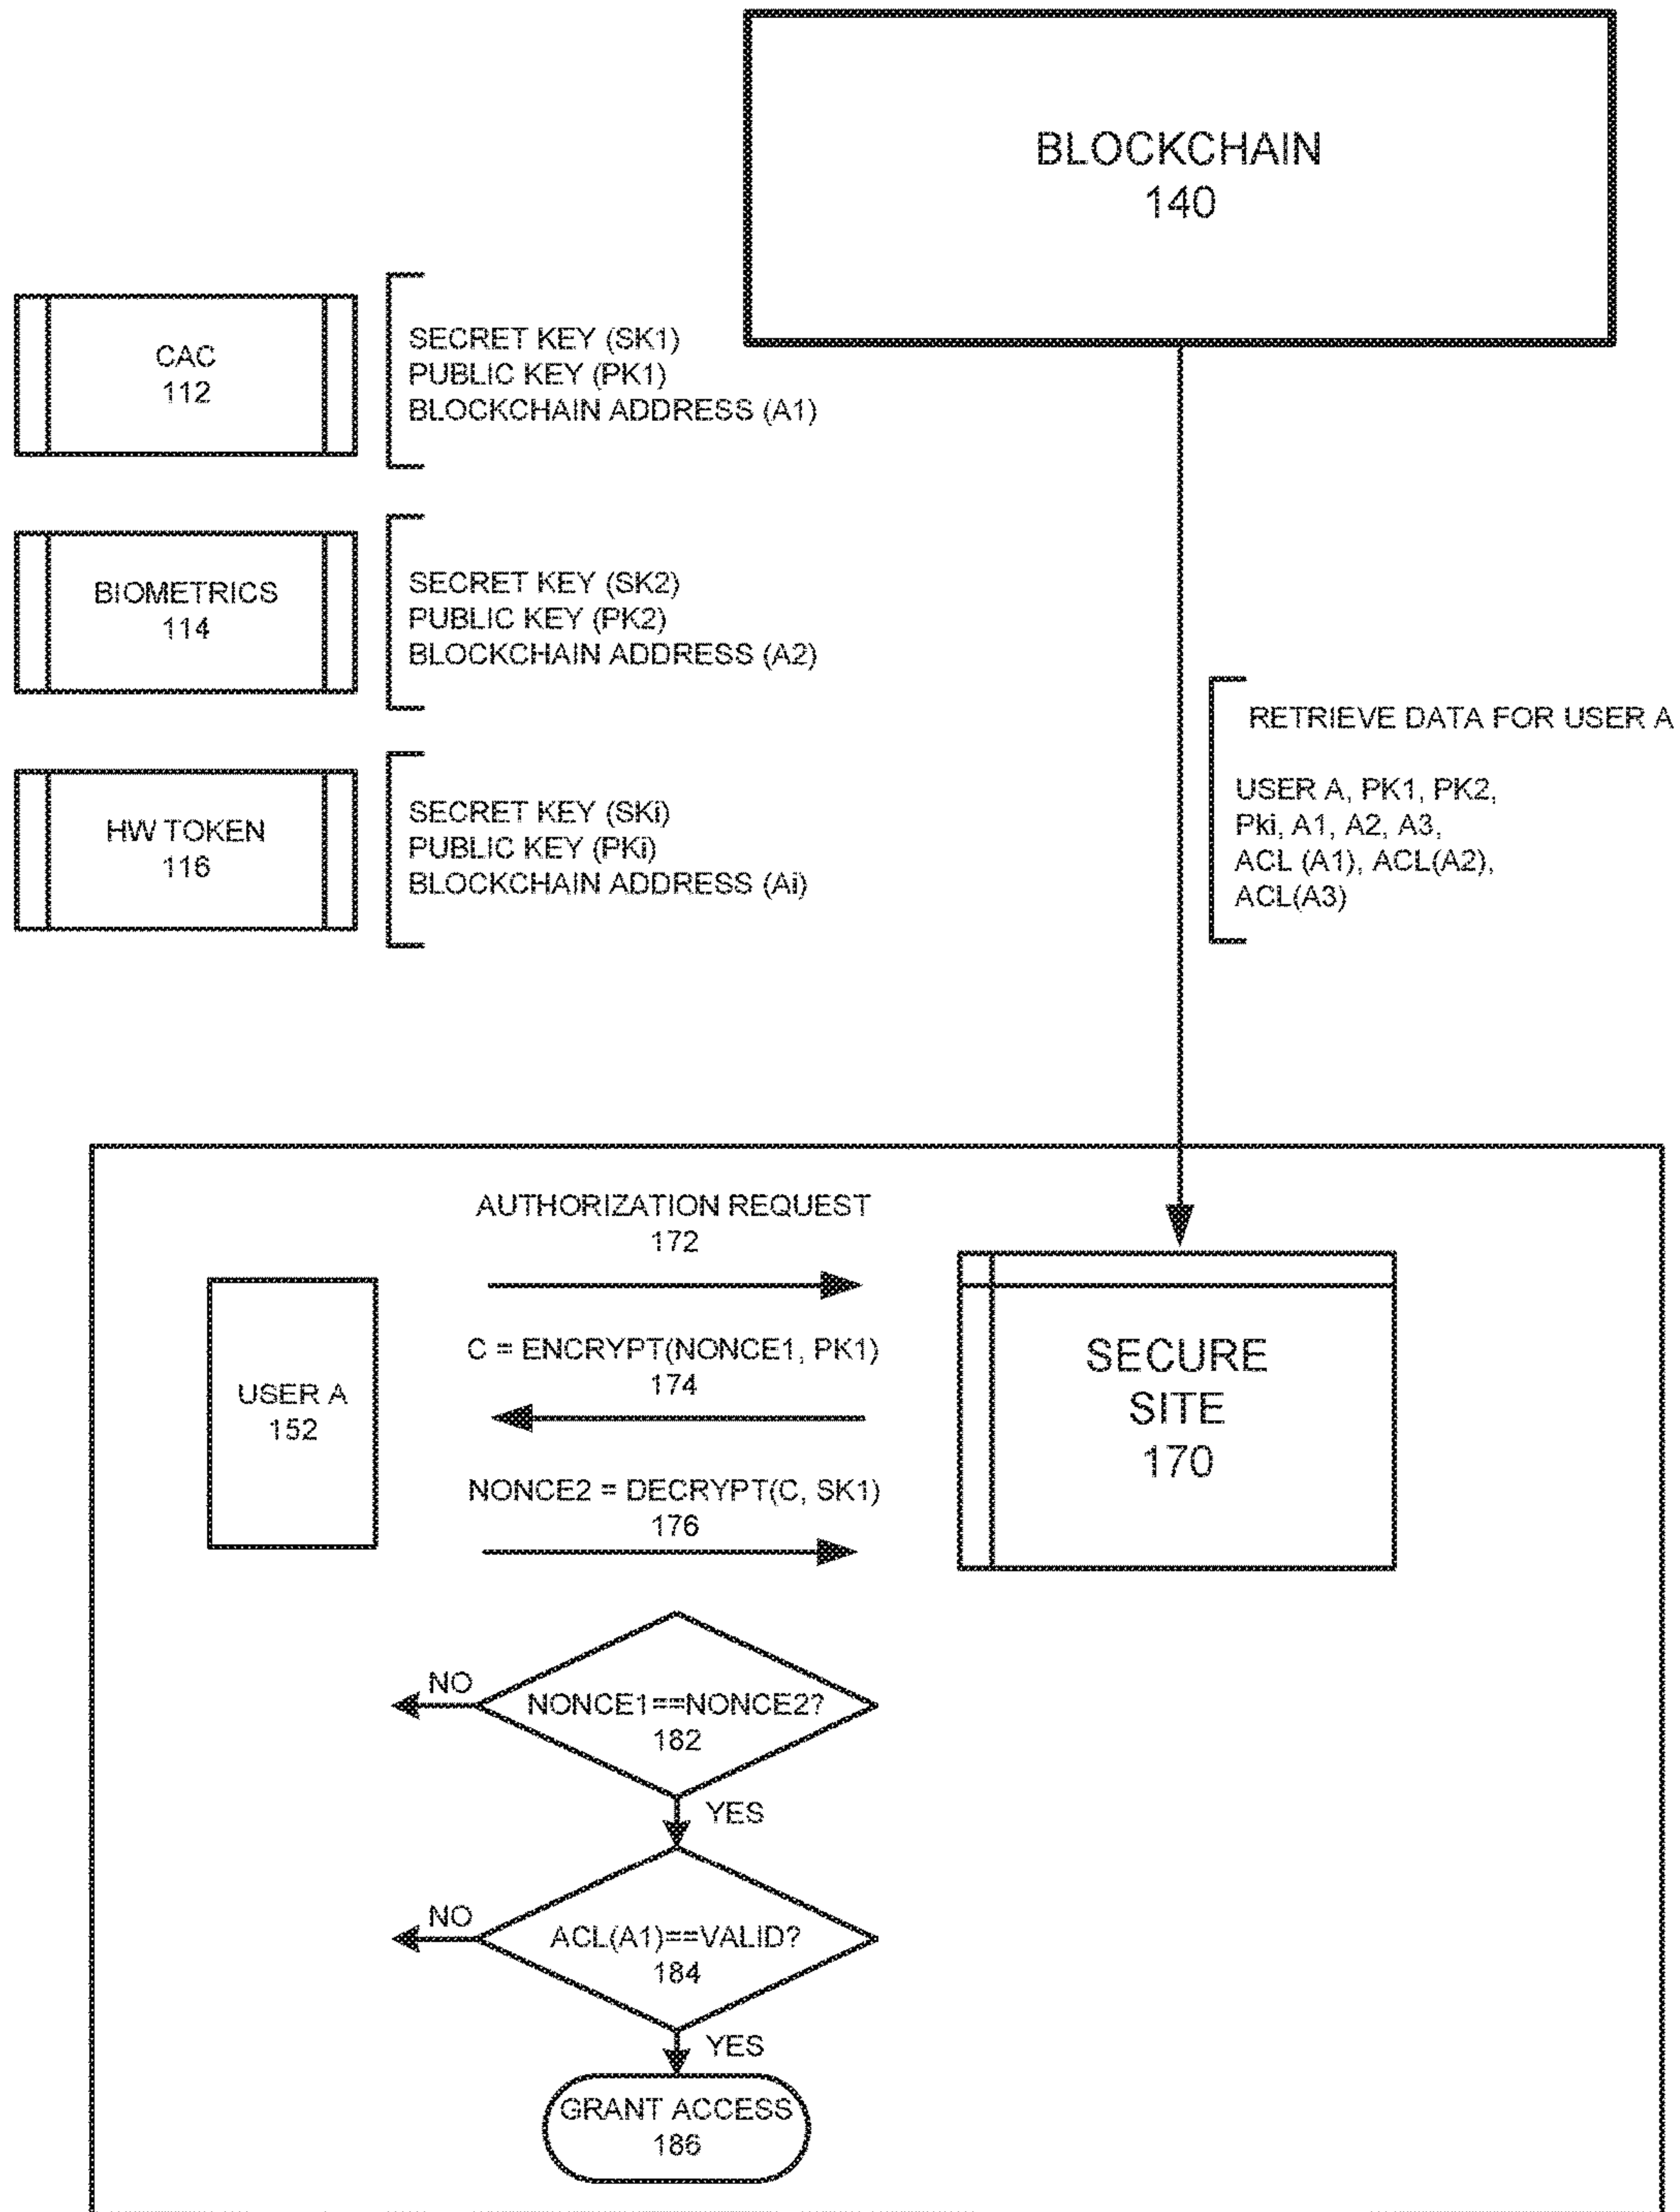 BLOCKCHAIN
140
CAC
112
SECRET KEY (SK1)
PUBLIC KEY (PK1)
BLOCKCHAIN ADDRESS (A1)
BIOMETRICS
114
SECRET KEY (SK2)
PUBLIC KEY (PK2)
BLOCKCHAIN ADDRESS (A2)
HW TOKEN
116
SECRET KEY (SKi)
PUBLIC KEY (PKi)
BLOCKCHAIN ADDRESS (Ai)
RETRIEVE DATA FOR USER A
USER A, PK1, PK2,
Pki, A1, A2, A3,
ACL (A1), ACL(A2),
ACL(A3)
AUTHORIZATION REQUEST
172
C = ENCRYPT(NONCE1, PK1)
174
NONCE2 = DECRYPT(C, SK1)
176
USER A
152
SECURE
SITE
170
NO
NONCE1==NONCE2?
182
YES
NO
ACL(A1)==VALID?
184
YES
GRANT ACCESS
186